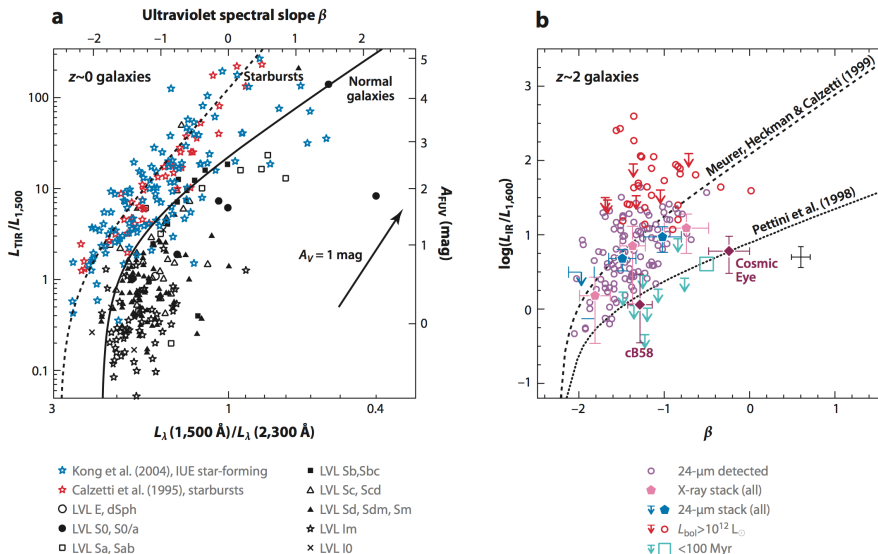 a
Ultraviolet spectral slope β
−2 −1 0 1 2
z~0 galaxies
Starbursts
Normal galaxies
A_V = 1 mag
L_TIR/L_1,500
100
10
1
0.1
A_FUV (mag)
5
4
3
2
1
0
3 1 0.4
L_λ (1,500 Å)/L_λ (2,300 Å)
Kong et al. (2004), IUE star-forming
Calzetti et al. (1995), starbursts
LVL E, dSph
LVL S0, S0/a
LVL Sa, Sab
LVL Sb,Sbc
LVL Sc, Scd
LVL Sd, Sdm, Sm
LVL Im
LVL I0
b
z~2 galaxies
Meurer, Heckman & Calzetti (1999)
Pettini et al. (1998)
Cosmic
Eye
cB58
log(L_IR/L_1,600)
3
2
1
0
−1
−2 −1 0 1
β
24-μm detected
X-ray stack (all)
24-μm stack (all)
L_bol>10^12 L_☉
<100 Myr